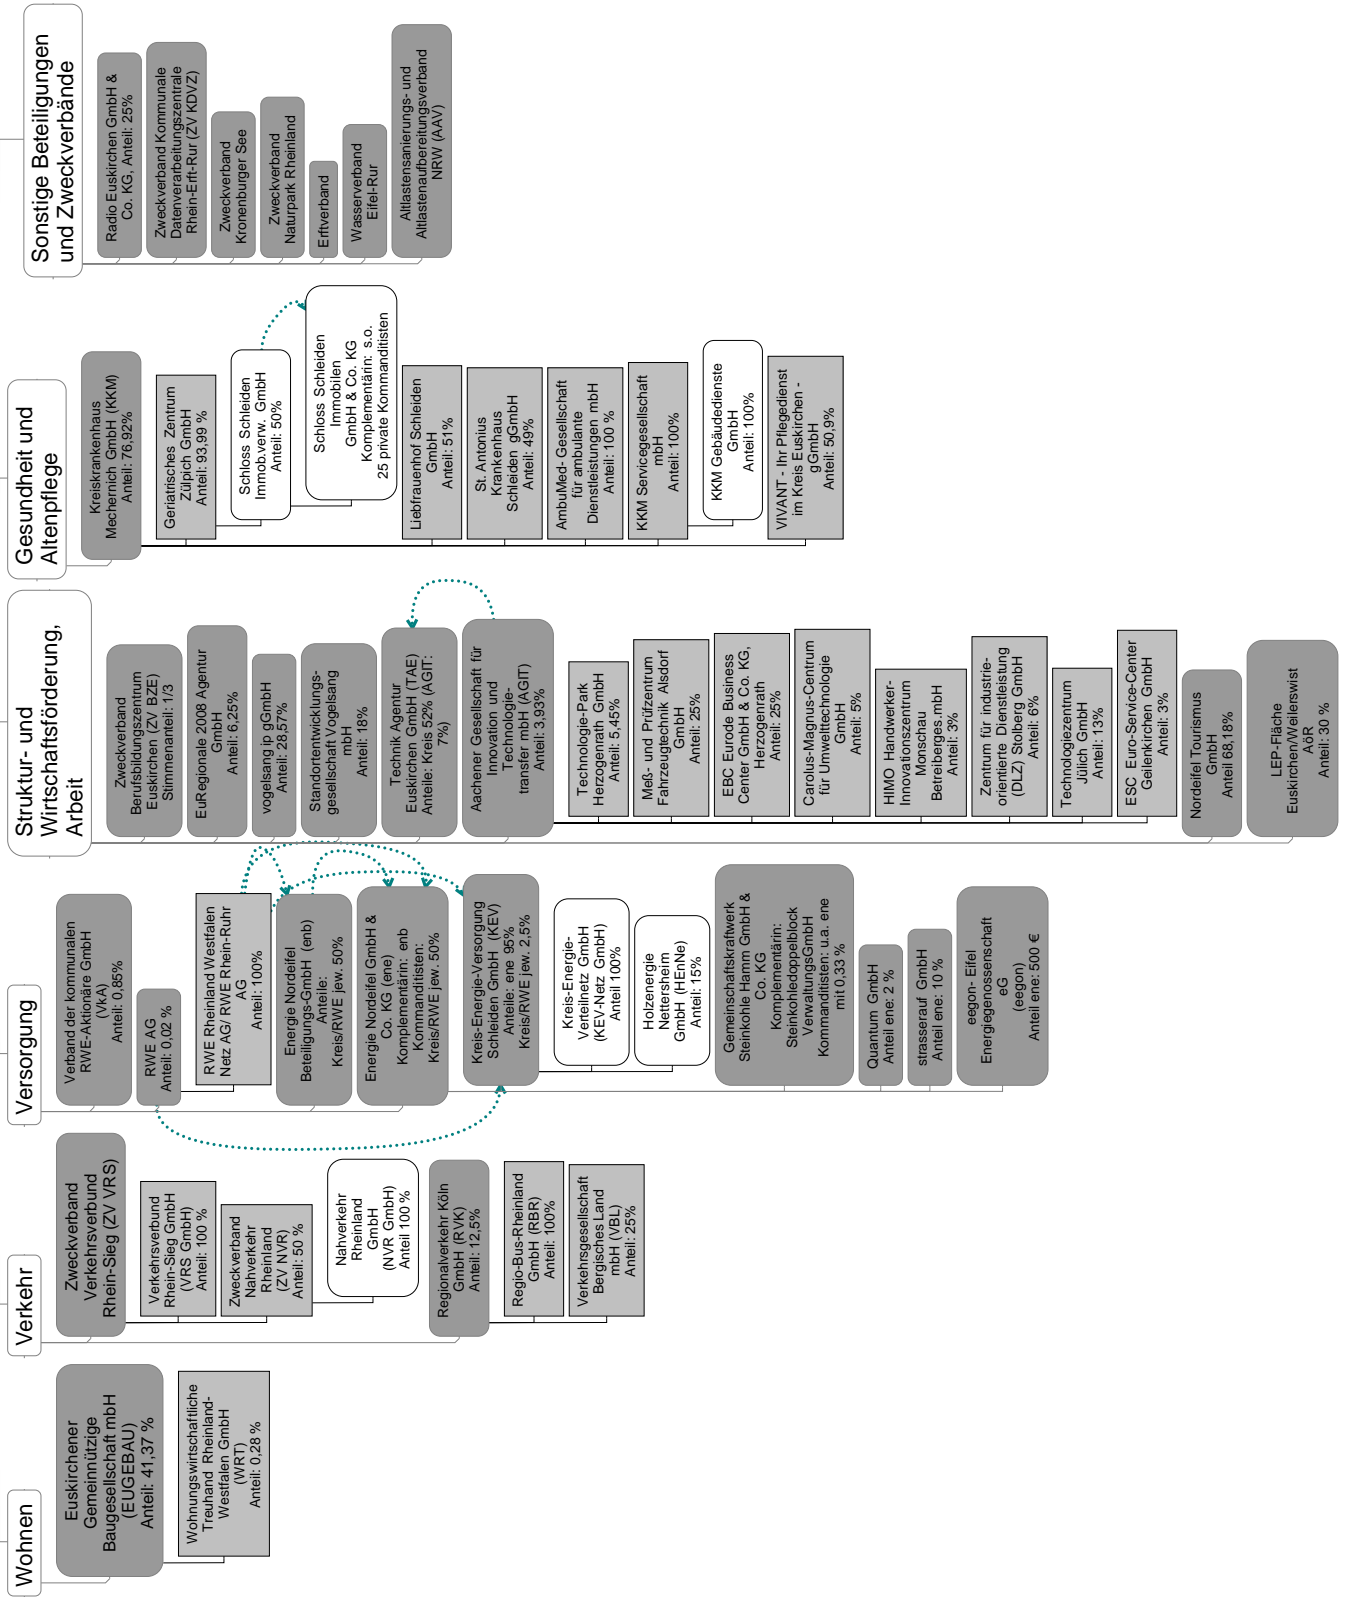 Wohnen
Euskirchener
Gemeinnützige
Baugesellschaft mbH
(EUGEBAU)
Anteil: 41,37 %
Wohnungswirtschaftliche
Treuhand Rheinland-
Westfalen GmbH
(WRT)
Anteil: 0,28 %
Verkehr
Zweckverband
Verkehrsverbund
Rhein-Sieg (ZV VRS)
Verkehrsverbund
Rhein-Sieg GmbH
(VRS GmbH)
Anteil: 100 %
Zweckverband
Nahverkehr
Rheinland
(ZV NVR)
Anteil: 50 %
Nahverkehr
Rheinland
GmbH
(NVR GmbH)
Anteil 100 %
Regionalverkehr Köln
GmbH (RVK)
Anteil: 12,5%
Regio-Bus-Rheinland
GmbH (RBR)
Anteil: 100%
Verkehrsgesellschaft
Bergisches Land
mbH (VBL)
Anteil: 25%
Versorgung
Verband der kommunalen
RWE-Aktionäre GmbH
(VkA)
Anteil: 0,85%
RWE AG
Anteil: 0,02 %
RWE Rheinland Westfalen
Netz AG/ RWE Rhein-Ruhr
AG
Anteil: 100%
Energie Nordeifel
Beteiligungs-GmbH (enb)
Anteile:
Kreis/RWE jew. 50%
Energie Nordeifel GmbH &
Co. KG (ene)
Komplementärin: enb
Kommanditisten:
Kreis/RWE jew. 50%
Kreis-Energie-Versorgung
Schleiden GmbH (KEV)
Anteile: ene 95%
Kreis/RWE jew. 2,5%
Kreis-Energie-
Verteilnetz GmbH
(KEV-Netz GmbH)
Anteil 100%
Holzenergie
Nettersheim
GmbH (HEnNe)
Anteil: 15%
Gemeinschaftskraftwerk
Steinkohle Hamm GmbH &
Co. KG
Komplementärin:
Steinkohledoppelblock
VerwaltungsGmbH
Kommanditisten: u.a. ene
mit 0,33 %
Quantum GmbH
Anteil ene: 2 %
strasserauf GmbH
Anteil ene: 10 %
eegon- Eifel
Energiegenossenschaft
eG
(eegon)
Anteil ene: 500 €
Struktur- und
Wirtschaftsförderung,
Arbeit
Zweckverband
Berufsbildungszentrum
Euskirchen (ZV BZE)
Stimmenanteil: 1/3
EuRegionale 2008 Agentur
GmbH
Anteil: 6,25%
vogelsang ip gGmbH
Anteil: 28,57%
Standortentwicklungs-
gesellschaft Vogelsang
mbH
Anteil: 18%
Technik Agentur
Euskirchen GmbH (TAE)
Anteile: Kreis 52% (AGIT:
7%)
Aachener Gesellschaft für
Innovation und
Technologie-
transfer mbH (AGIT)
Anteil: 3,93%
Technologie-Park
Herzogenrath GmbH
Anteil: 5,45%
Meß- und Prüfzentrum
Fahrzeugtechnik Alsdorf
GmbH
Anteil: 25%
EBC Eurode Business
Center GmbH & Co. KG,
Herzogenrath
Anteil: 25%
Carolus-Magnus-Centrum
für Umwelttechnologie
GmbH
Anteil: 5%
HIMO Handwerker-
Innovationszentrum
Monschau
Betreiberges.mbH
Anteil: 3%
Zentrum für industrie-
orientierte Dienstleistung
(DLZ) Stolberg GmbH
Anteil: 6%
Technologiezentrum
Jülich GmbH
Anteil: 13%
ESC Euro-Service-Center
Geilenkirchen GmbH
Anteil: 3%
Nordeifel Tourismus
GmbH
Anteil 68,18%
LEP-Fläche
Euskirchen/Weilerswist
AöR
Anteil: 30 %
Gesundheit und
Altenpflege
Kreiskrankenhaus
Mechernich GmbH (KKM)
Anteil: 76,92%
Geriatrisches Zentrum
Zülpich GmbH
Anteil: 93,99 %
Schloss Schleiden
Immob.verw. GmbH
Anteil: 50%
Schloss Schleiden
Immobilen
GmbH & Co. KG
Komplementärin: s.o.
25 private Kommanditisten
Liebfrauenhof Schleiden
GmbH
Anteil: 51%
St. Antonius
Krankenhaus
Schleiden gGmbH
Anteil: 49%
AmbuMed- Gesellschaft
für ambulante
Dienstleistungen mbH
Anteil: 100 %
KKM Servicegesellschaft
mbH
Anteil: 100%
KKM Gebäudedienste
GmbH
Anteil: 100%
VIVANT - Ihr Pflegedienst
im Kreis Euskirchen -
gGmbH
Anteil: 50,9%
Sonstige Beteiligungen
und Zweckverbände
Radio Euskirchen GmbH &
Co. KG, Anteil: 25%
Zweckverband Kommunale
Datenverarbeitungszentrale
Rhein-Erft-Rur (ZV KDVZ)
Zweckverband
Kronenburger See
Zweckverband
Naturpark Rheinland
Erftverband
Wasserverband
Eifel-Rur
Altlastensanierungs- und
Altlastenaufbereitungsverband
NRW (AAV)